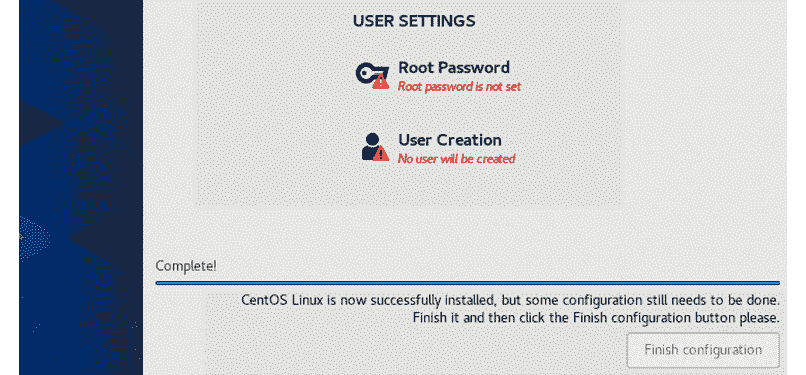 USER SETTINGS
Root Password
Root password is not set
User Creation
No user will be created
Complete!
CentOS Linux is now successfully installed, but some configuration still needs to be done.
Finish it and then click the Finish configuration button please.
Finish configuration